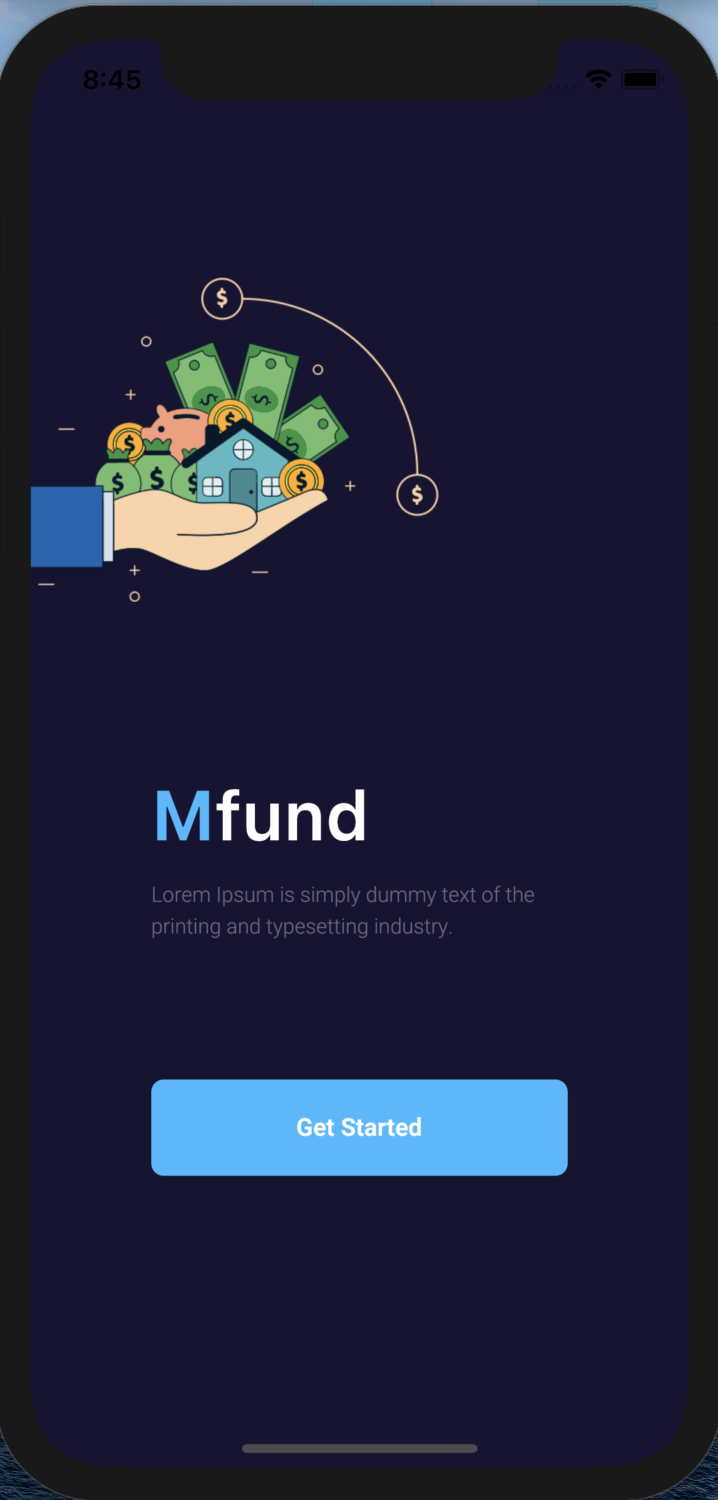 8:45
$
$ $ $
$
$ $
$ $ $ $
$
Mfund
Lorem Ipsum is simply dummy text of the
printing and typesetting industry.
Get Started